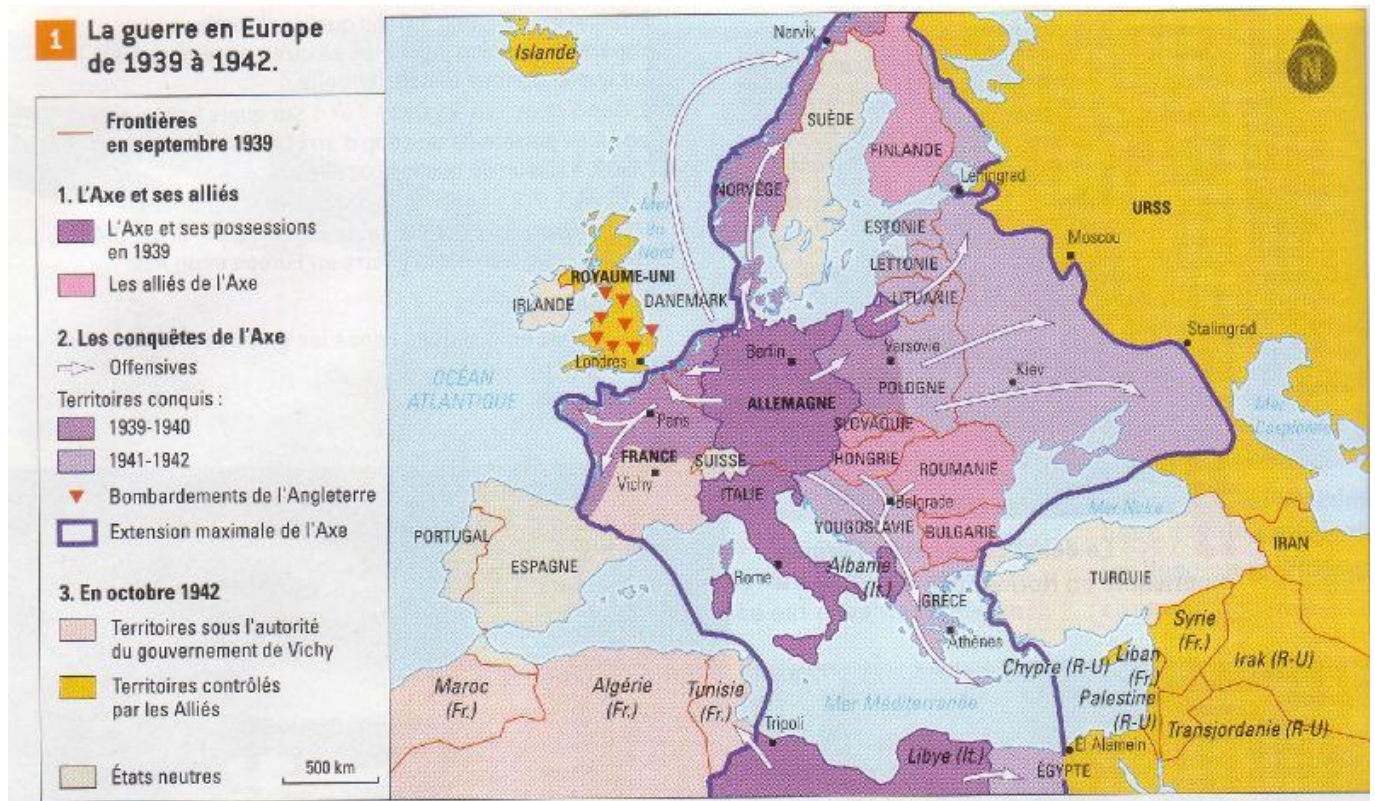 1
La guerre en Europe
de 1939 à 1942.
Frontières
en septembre 1939
1. L'Axe et ses alliés
L'Axe et ses possessions
en 1939
Les alliés de l'Axe
2. Les conquêtes de l'Axe
Offensives
Territoires conquis :
1939-1940
1941-1942
Bombardements de l'Angleterre
Extension maximale de l'Axe
3. En octobre 1942
Territoires sous l'autorité
du gouvernement de Vichy
Territoires contrôlés
par les Alliés
États neutres
500 km
Islande
Narvik
N
SUÈDE
FINLANDE
NORVÈGE
Leningrad
URSS
Mer
du
Nord
ESTONIE
Moscou
LETTONIE
ROYAUME-UNI
IRLANDE
DANEMARK
LITUANIE
Stalingrad
Londres
Berlin
Varsovie
Kiev
OCÉAN
ATLANTIQUE
POLOGNE
ALLEMAGNE
Paris
SLOVAQUIE
Mer
Caspienne
FRANCE
SUISSE
HONGRIE
ROUMANIE
Vichy
ITALIE
Belgrade
Mer Noire
YOUGOSLAVIE
BULGARIE
PORTUGAL
ESPAGNE
IRAN
Rome
Albanie
(It.)
TURQUIE
GRÈCE
Athènes
Syrie
(Fr.)
Chypre (R-U)
Liban
(Fr.)
Irak (R-U)
Maroc
(Fr.)
Algérie
(Fr.)
Tunisie
(Fr.)
Mer Méditerranée
Palestine
(R-U)
Transjordanie (R-U)
Tripoli
Libye (It.)
El Alamein
ÉGYPTE